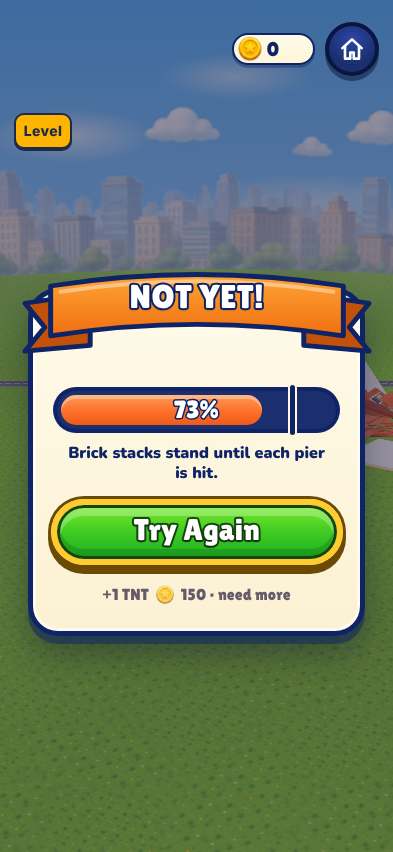 0
Level
NOT YET!
73%
Brick stacks stand until each pier
is hit.
Try Again
+1 TNT 150 · need more